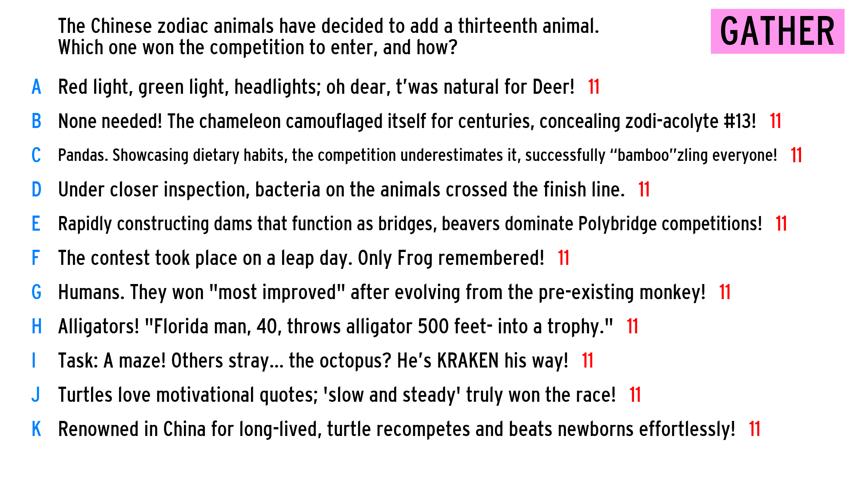 The Chinese zodiac animals have decided to add a thirteenth animal.
Which one won the competition to enter, and how?
GATHER
A Red light, green light, headlights; oh dear, t'was natural for Deer! 11
B None needed! The chameleon camouflaged itself for centuries, concealing zodi-acolyte #13! 11
C Pandas. Showcasing dietary habits, the competition underestimates it, successfully “bamboo”zling everyone! 11
D Under closer inspection, bacteria on the animals crossed the finish line. 11
E Rapidly constructing dams that function as bridges, beavers dominate Polybridge competitions! 11
F The contest took place on a leap day. Only Frog remembered! 11
G Humans. They won "most improved" after evolving from the pre-existing monkey! 11
H Alligators! "Florida man, 40, throws alligator 500 feet- into a trophy." 11
I Task: A maze! Others stray... the octopus? He's KRAKEN his way! 11
J Turtles love motivational quotes; 'slow and steady' truly won the race! 11
K Renowned in China for long-lived, turtle recompetes and beats newborns effortlessly! 11